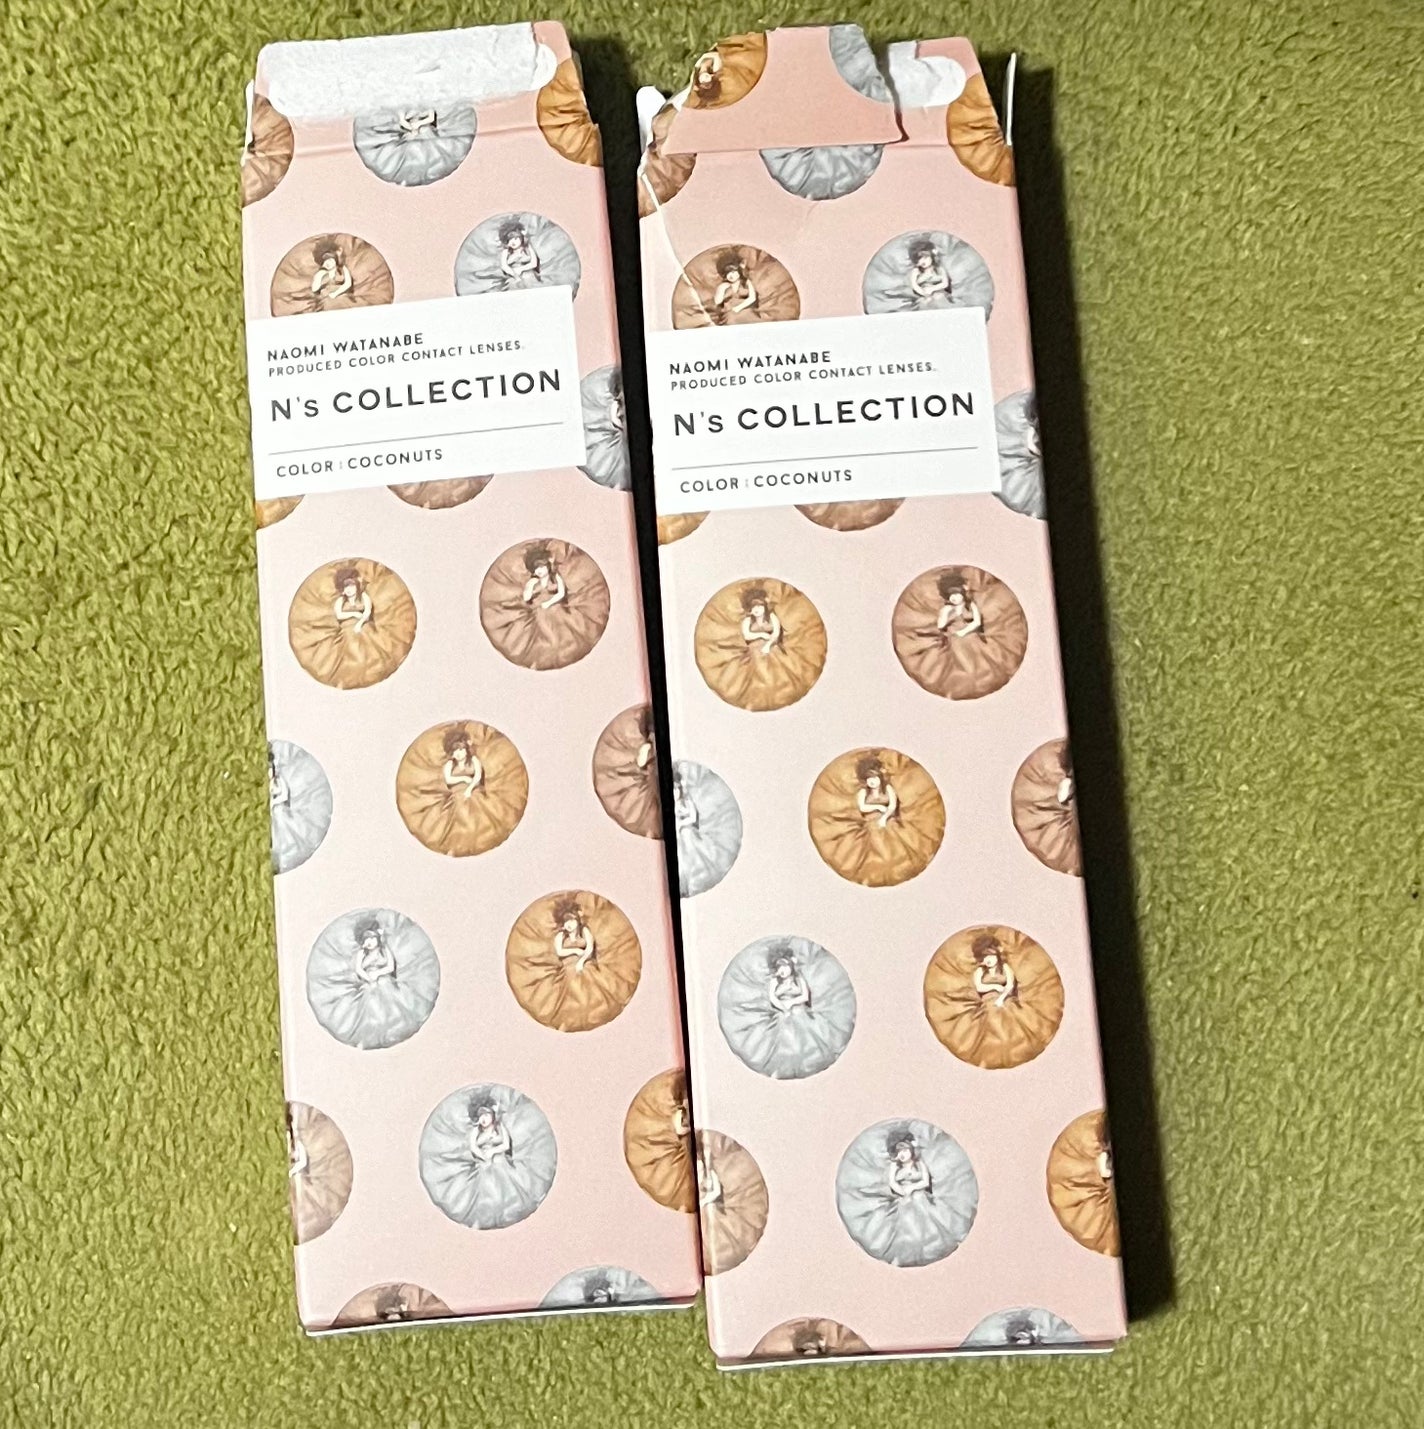 NAOMI WATANABE
PRODUCED COLOR CONTACT LENSES.
N's COLLECTION
COLOR : COCONUTS
NAOMI WATANABE
PRODUCED COLOR CONTACT LENSES.
N's COLLECTION
COLOR : COCONUTS